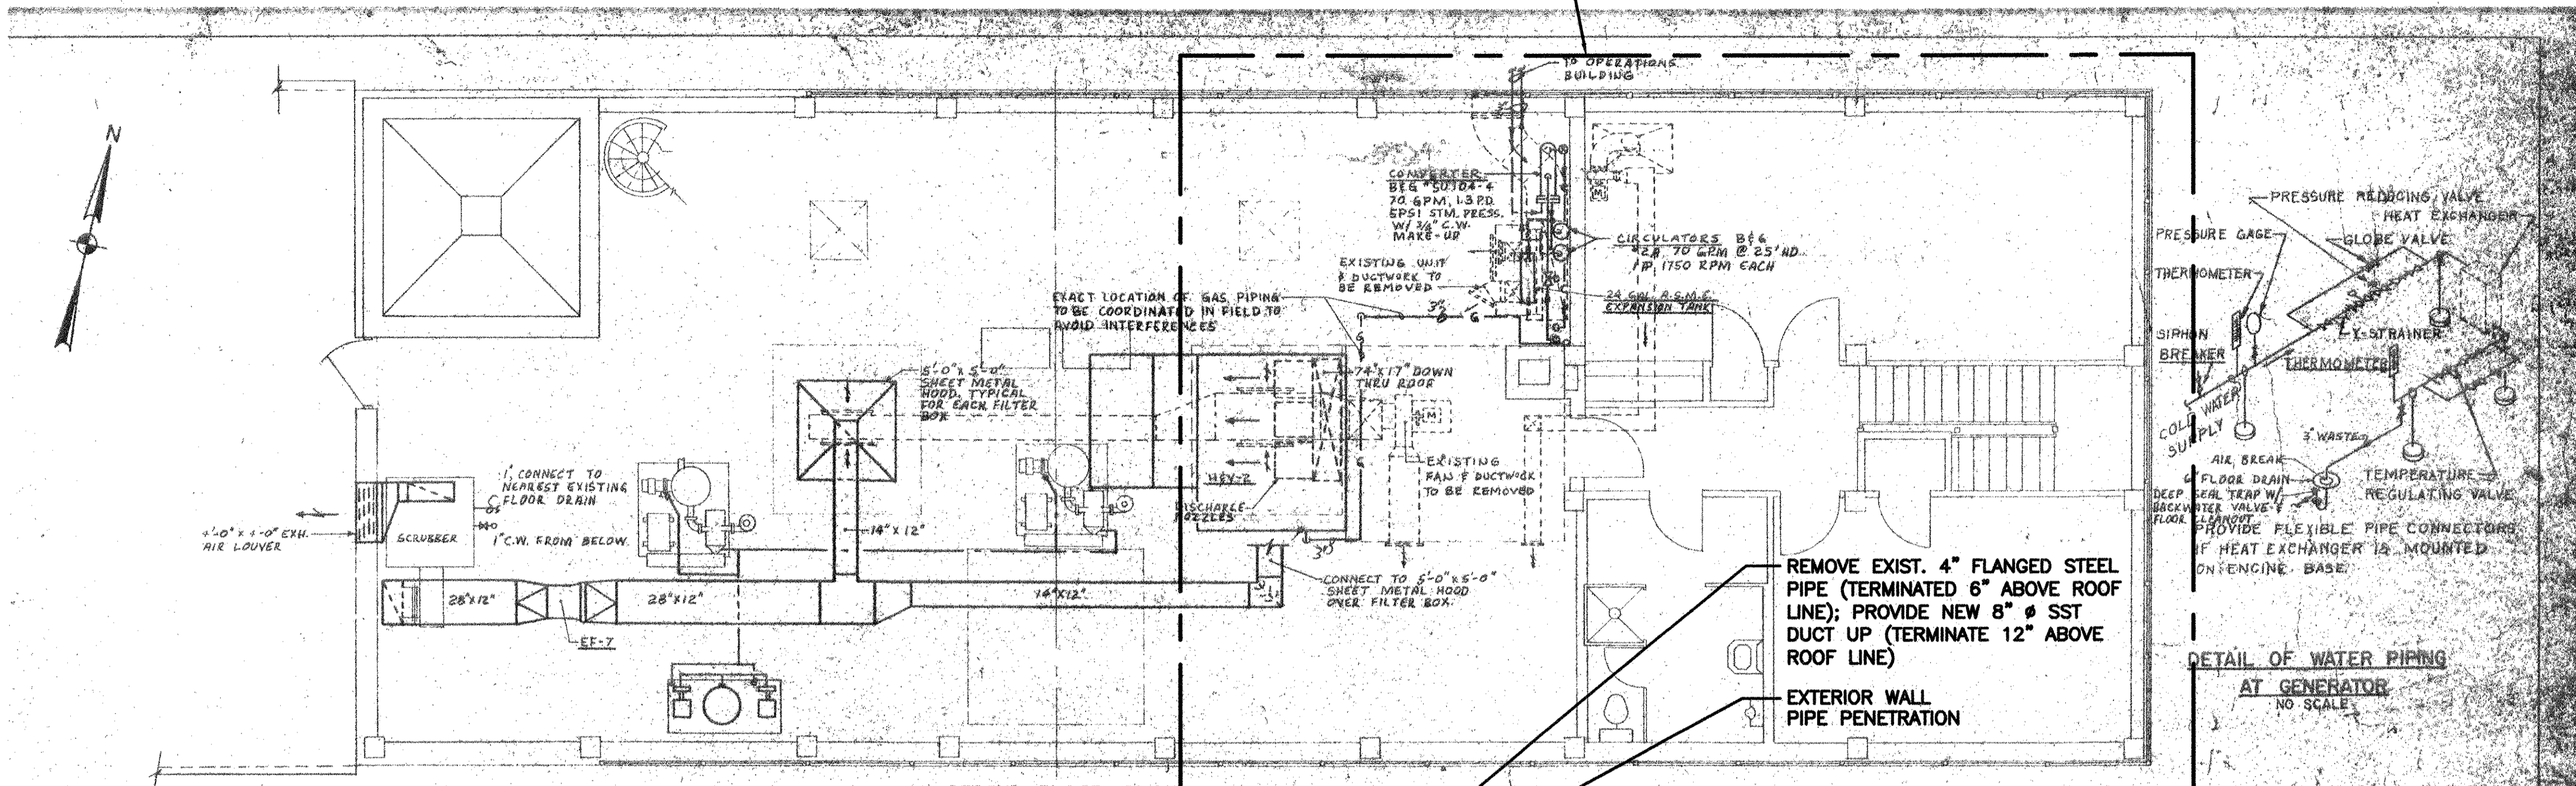 N
TO OPERATIONS
BUILDING
CONVERTER
70 GPM, 1.3 P.D.
5PSI STM. PRESS.
W/ 3/4" C.W.
MAKE-UP
CIRCULATORS B&G
70 GPM @ 25' HD.
1750 RPM EACH
EXISTING UNIT
& DUCTWORK TO
BE REMOVED
24 GAL. A.S.M.E.
EXPANSION TANK
EXACT LOCATION OF GAS PIPING
TO BE COORDINATED IN FIELD TO
AVOID INTERFERENCES
3"
G
G
G
M
M
5'-0" x 5'-0"
SHEET METAL
HOOD. TYPICAL
FOR EACH FILTER
BOX
74"x17" DOWN
THRU ROOF
HEV-2
DISCHARGE
NOZZLES
EXISTING
FAN & DUCTWORK
TO BE REMOVED
1" CONNECT TO
NEAREST EXISTING
FLOOR DRAIN
4'-0" x 4'-0" EXH.
AIR LOUVER
SCRUBBER
1" C.W. FROM BELOW
14" X 12"
28"X12"
28"X12"
14"X12"
EF-7
3"
CONNECT TO 5'-0"x5'-0"
SHEET METAL HOOD
OVER FILTER BOX.
REMOVE EXIST. 4" FLANGED STEEL
PIPE (TERMINATED 6" ABOVE ROOF
LINE); PROVIDE NEW 8" ø SST
DUCT UP (TERMINATE 12" ABOVE
ROOF LINE)
EXTERIOR WALL
PIPE PENETRATION
PRESSURE REDUCING VALVE
HEAT EXCHANGER
PRESSURE GAGE
GLOBE VALVE
THERMOMETER
SIPHON
BREAKER
Y-STRAINER
THERMOMETER
COLD WATER
SUPPLY
3" WASTE
AIR BREAK
FLOOR DRAIN
DEEP SEAL TRAP W/
BACKWATER VALVE &
FLOOR CLEANOUT
TEMPERATURE
REGULATING VALVE
PROVIDE FLEXIBLE PIPE CONNECTORS
IF HEAT EXCHANGER IS MOUNTED
ON ENGINE BASE
DETAIL OF WATER PIPING
AT GENERATOR
NO SCALE